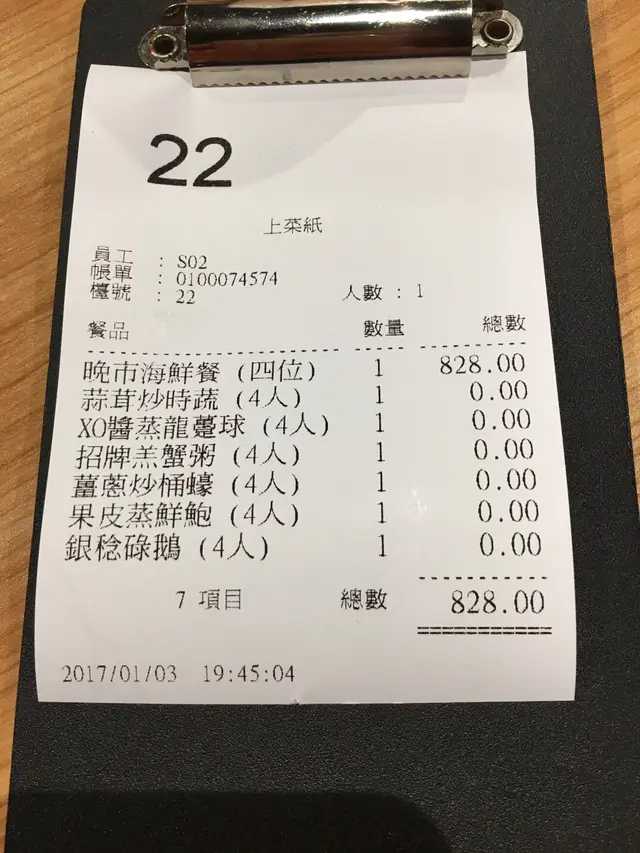 22
上菜紙
員工 : S02
帳單 : 0100074574
檯號 : 22 人數 : 1
餐品 數量 總數
晚市海鮮餐 (四位) 1 828.00
蒜茸炒時蔬 (4人) 1 0.00
XO醬蒸龍躉球 (4人) 1 0.00
招牌羔蟹粥 (4人) 1 0.00
薑蔥炒桶蠔 (4人) 1 0.00
果皮蒸鮮鮑 (4人) 1 0.00
銀稔碌鵝 (4人) 1 0.00
7 項目 總數 828.00
2017/01/03 19:45:04